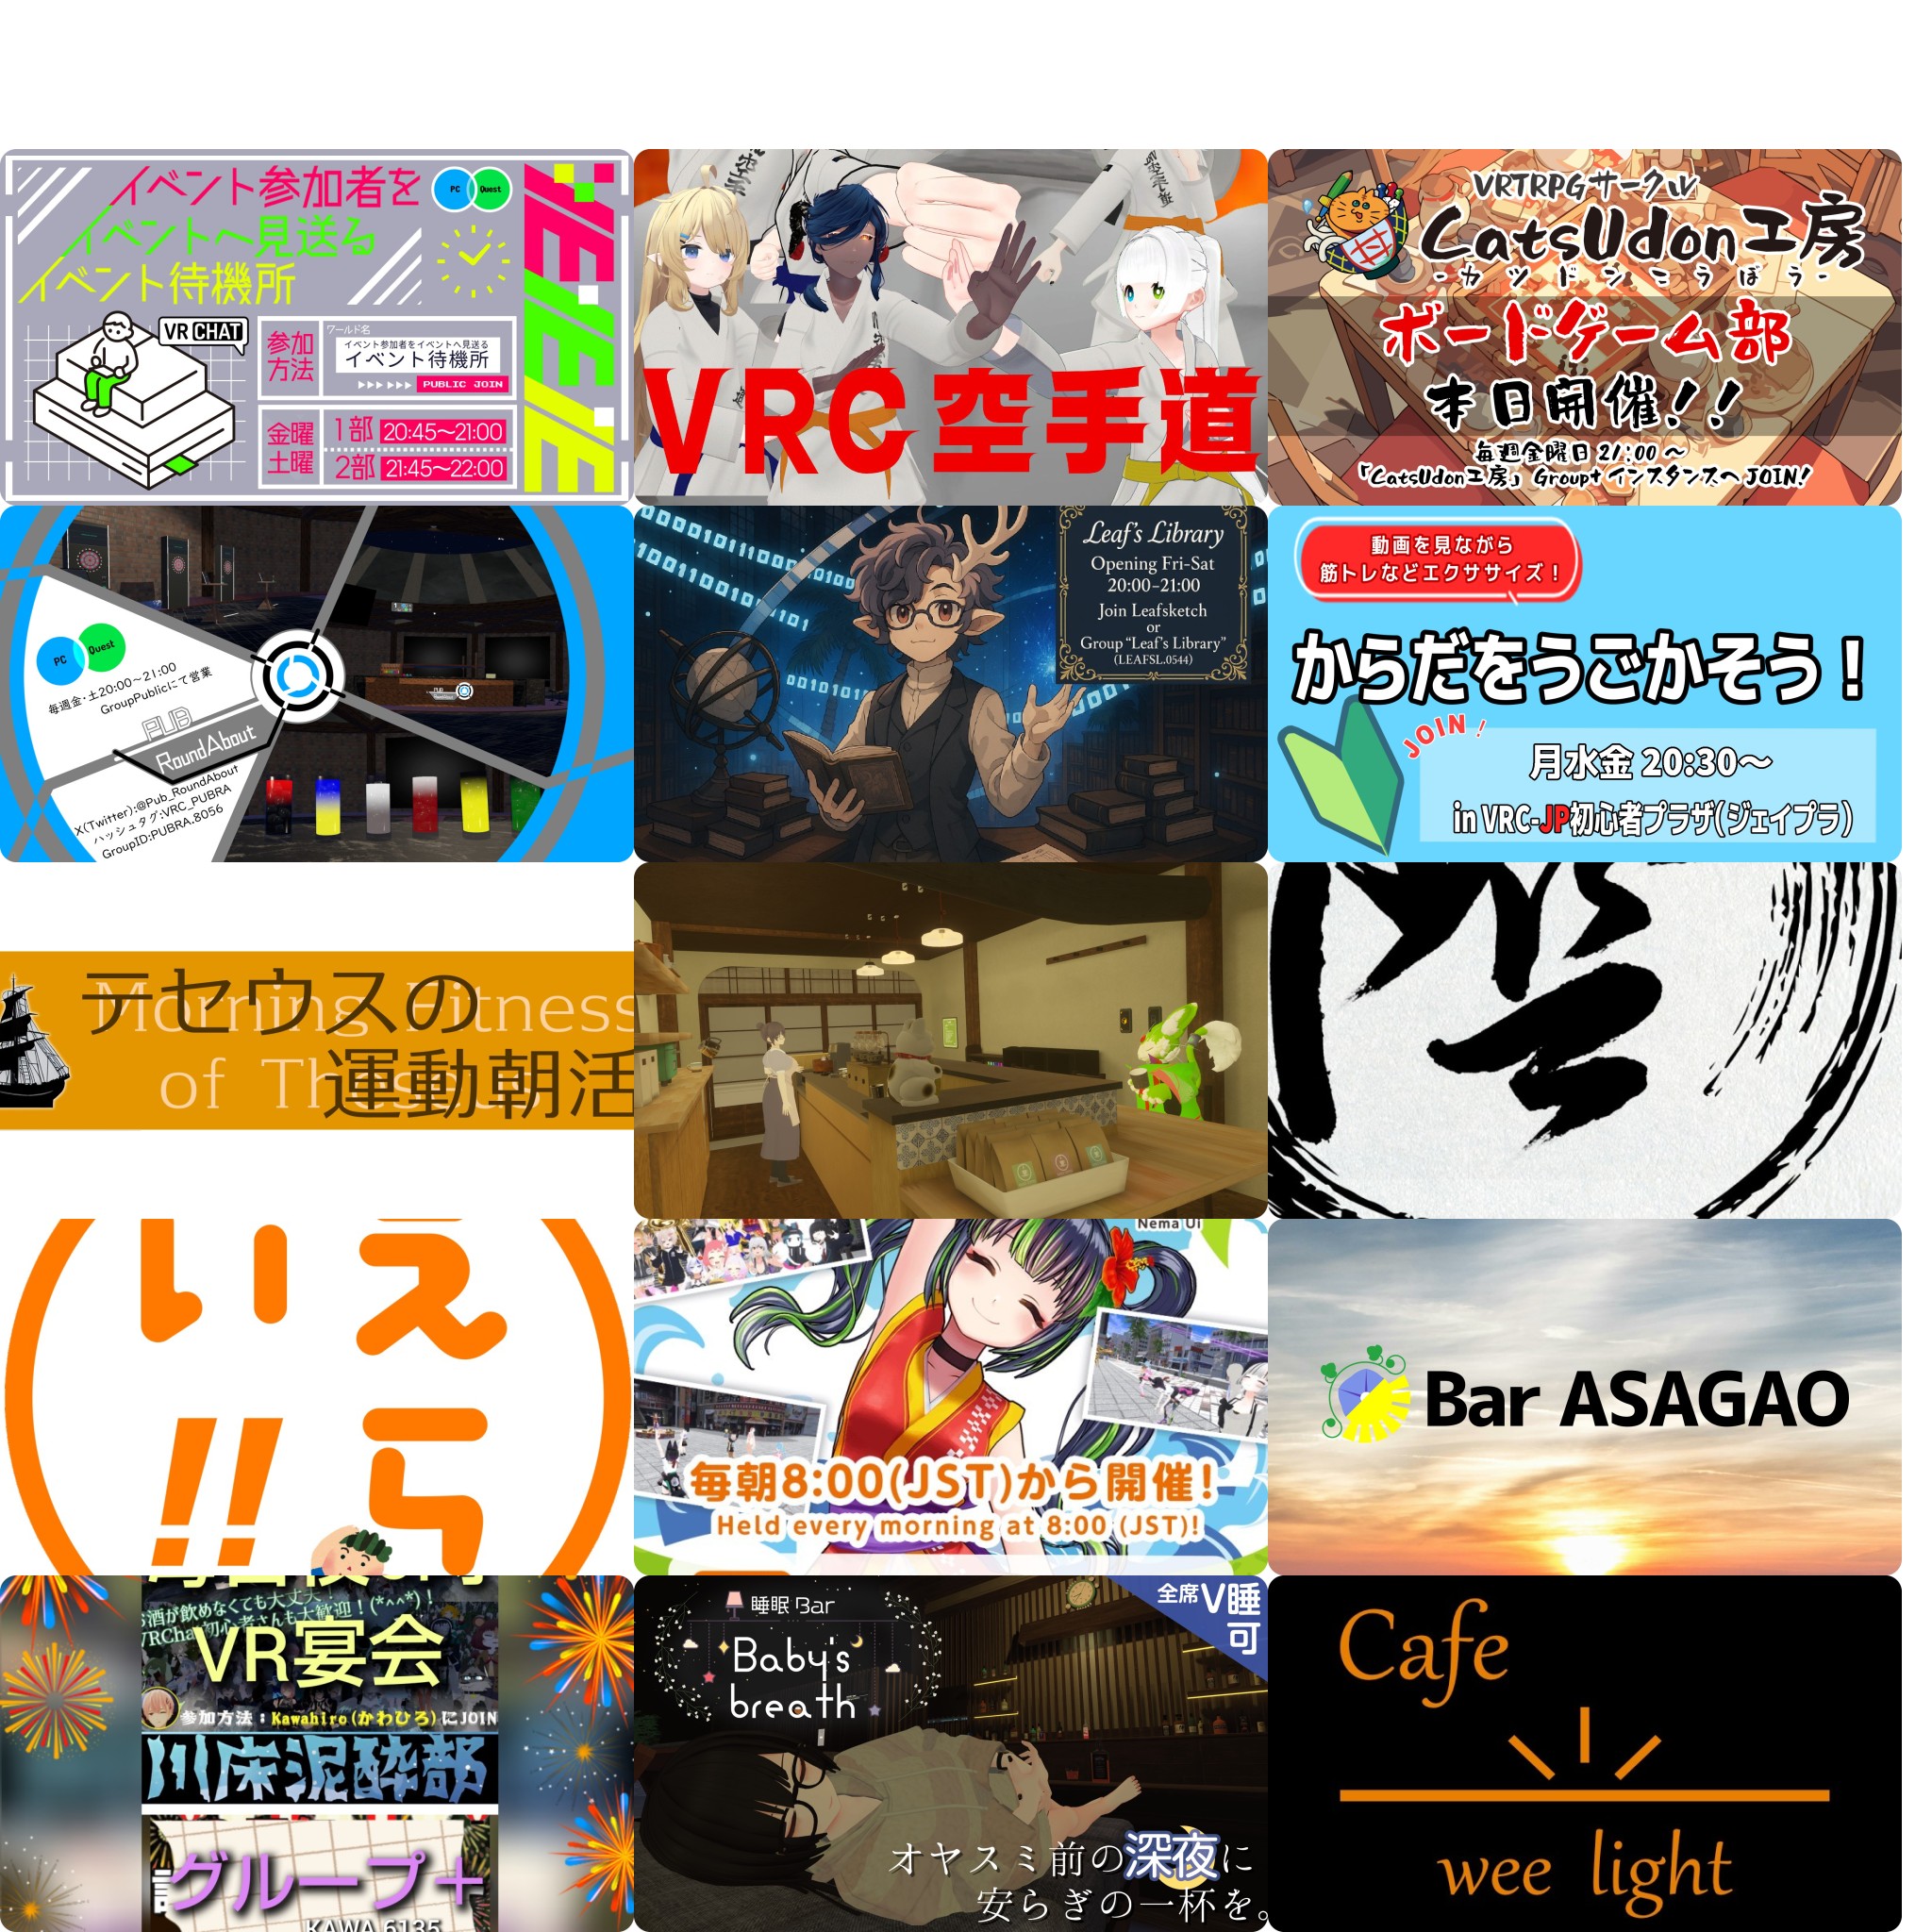 イベント参加者を
イベントへ見送る
イベント待機所
PC
Quest
VR CHAT
参加
方法
ワールド名
イベント参加者をイベントへ見送る
イベント待機所
PUBLIC JOIN
金曜
土曜
1部 20:45〜21:00
2部 21:45〜22:00
VRC空手道
VRTRPGサークル
CatsUdon工房
-カツドンこうぼう-
ボードゲーム部
本日開催!!
毎週金曜日 21:00 〜
「CatsUdon工房」Group+インスタンスへJOIN!
PC
Quest
毎週金・土20:00〜21:00
GroupPublicにて営業
PUB
RoundAbout
X(Twitter):@Pub_RoundAbout
ハッシュタグ:VRC_PUBRA
GroupID:PUBRA.8056
Leaf's Library
Opening Fri-Sat
20:00-21:00
Join Leafsketch
or
Group “Leaf's Library”
(LEAFSL.0544)
動画を見ながら
筋トレなどエクササイズ！
からだをうごかそう！
JOIN！
月水金 20:30〜
in VRC-JP初心者プラザ(ジェイプラ)
テセウスの
運動朝活
Morning Fitness
of Theseus
いえ
!!ら
Nema Ui
毎朝8:00(JST)から開催!
Held every morning at 8:00 (JST)!
Bar ASAGAO
お酒が飲めなくても大丈夫
VRChat初心者さんも大歓迎！(*^^*)！
VR宴会
参加方法：Kawahiro(かわひろ)にJOIN
川床泥酔部
グループ+
KAWA.6135
睡眠 Bar
Baby's
breath
全席V睡
可
オヤスミ前の深夜に
安らぎの一杯を。
Cafe
wee light